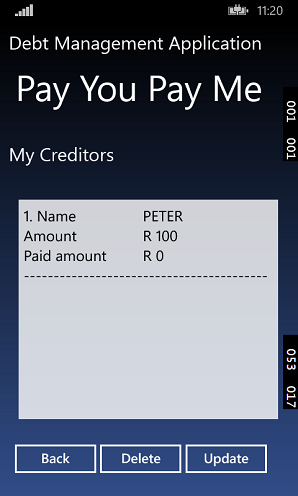 11:20
Debt Management Application
Pay You Pay Me
001 001
My Creditors
1. Name PETER
Amount R 100
Paid amount R 0
--------------------------------------
053 017
Back Delete Update